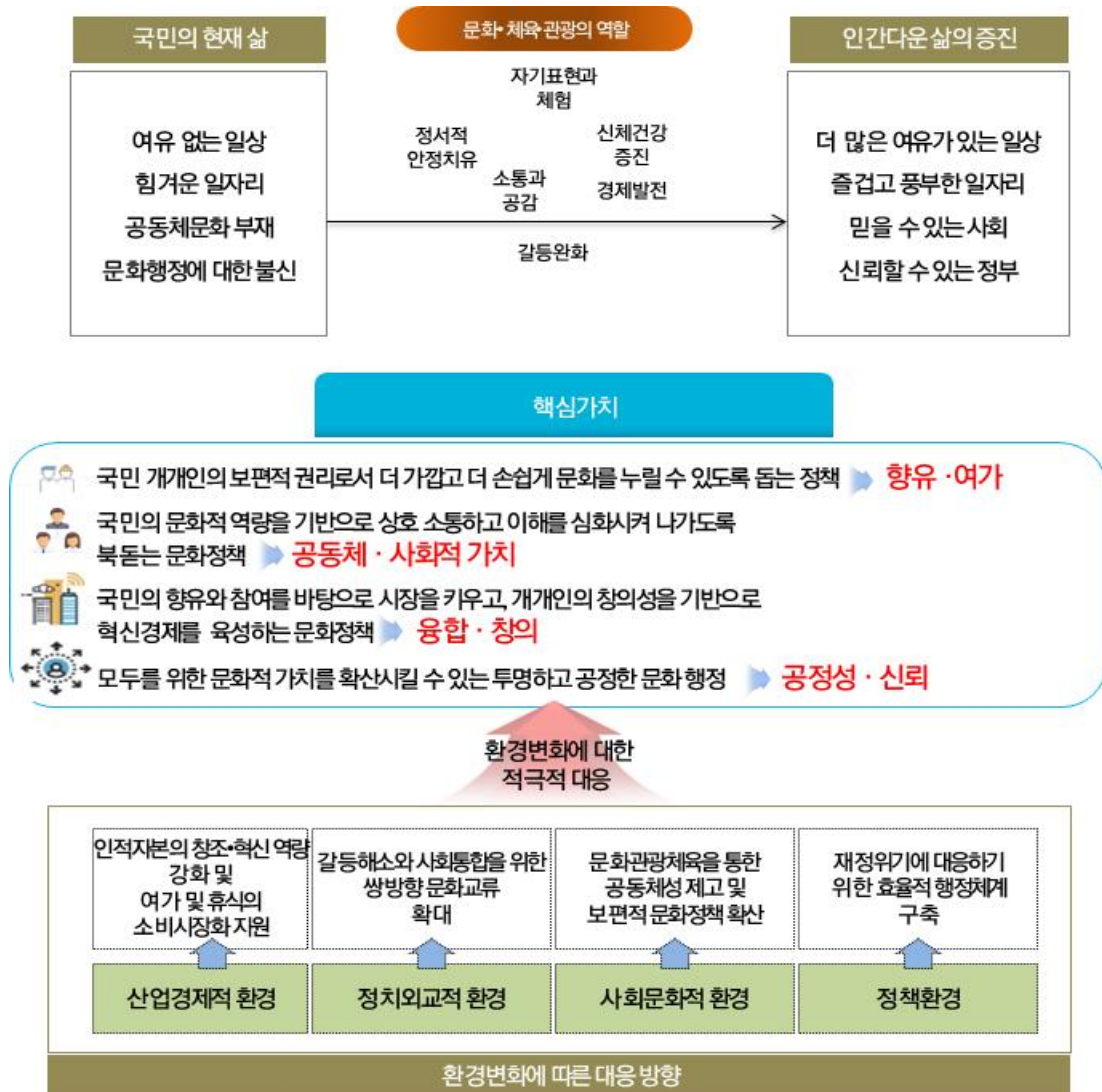 국민의 현재 삶
문화•체육•관광의 역할
인간다운 삶의 증진
여유 없는 일상
힘겨운 일자리
공동체문화 부재
문화행정에 대한 불신
자기표현과
체험
정서적
안정치유
신체건강
증진
소통과
공감
경제발전
갈등완화
더 많은 여유가 있는 일상
즐겁고 풍부한 일자리
믿을 수 있는 사회
신뢰할 수 있는 정부
핵심가치
국민 개개인의 보편적 권리로서 더 가깝고 더 손쉽게 문화를 누릴 수 있도록 돕는 정책 향유 · 여가
국민의 문화적 역량을 기반으로 상호 소통하고 이해를 심화시켜 나가도록
북돋는 문화정책 공동체 · 사회적 가치
국민의 향유와 참여를 바탕으로 시장을 키우고, 개개인의 창의성을 기반으로
혁신경제를 육성하는 문화정책 융합 · 창의
모두를 위한 문화적 가치를 확산시킬 수 있는 투명하고 공정한 문화 행정 공정성 · 신뢰
환경변화에 대한
적극적 대응
인적자본의 창조•혁신 역량
강화 및
여가 및 휴식의
소비시장화 지원
갈등해소와 사회통합을 위한
쌍방향 문화교류
확대
문화관광체육을 통한
공동체성 제고 및
보편적 문화정책 확산
재정위기에 대응하기
위한 효율적 행정체계
구축
산업경제적 환경
정치외교적 환경
사회문화적 환경
정책환경
환경변화에 따른 대응 방향